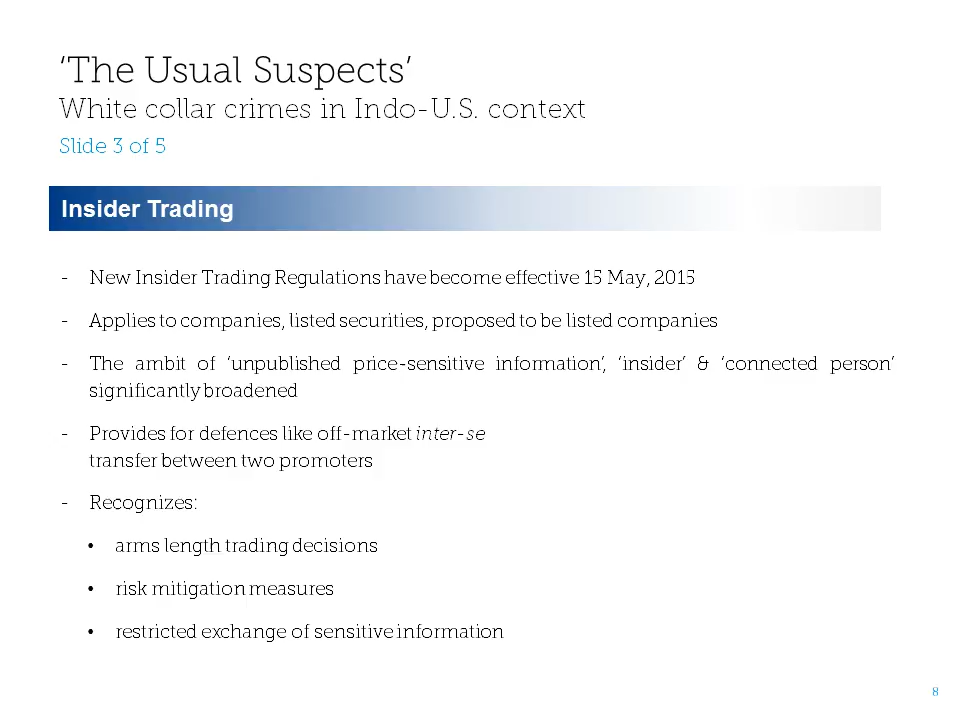 ‘The Usual Suspects’
White collar crimes in Indo-U.S. context
Slide 3 of 5
Insider Trading
- New Insider Trading Regulations have become effective 15 May, 2015
- Applies to companies, listed securities, proposed to be listed companies
- The ambit of ‘unpublished price-sensitive information’, ‘insider’ & ‘connected person’
significantly broadened
- Provides for defences like off-market inter-se
transfer between two promoters
- Recognizes:
• arms length trading decisions
• risk mitigation measures
• restricted exchange of sensitive information
8